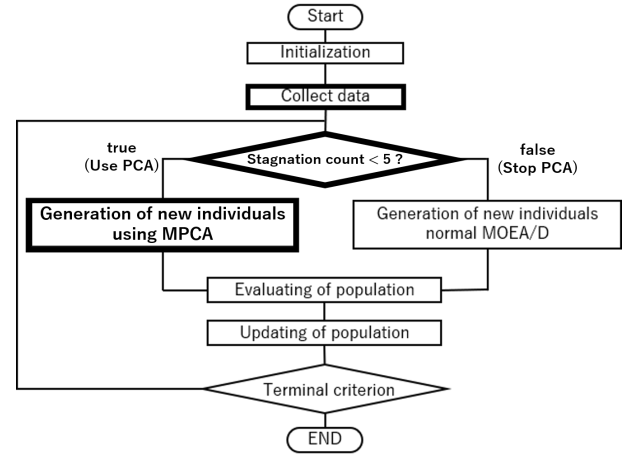 Start
Initialization
Collect data
Stagnation count < 5 ?
true
(Use PCA)
false
(Stop PCA)
Generation of new individuals
using MPCA
Generation of new individuals
normal MOEA/D
Evaluating of population
Updating of population
Terminal criterion
END